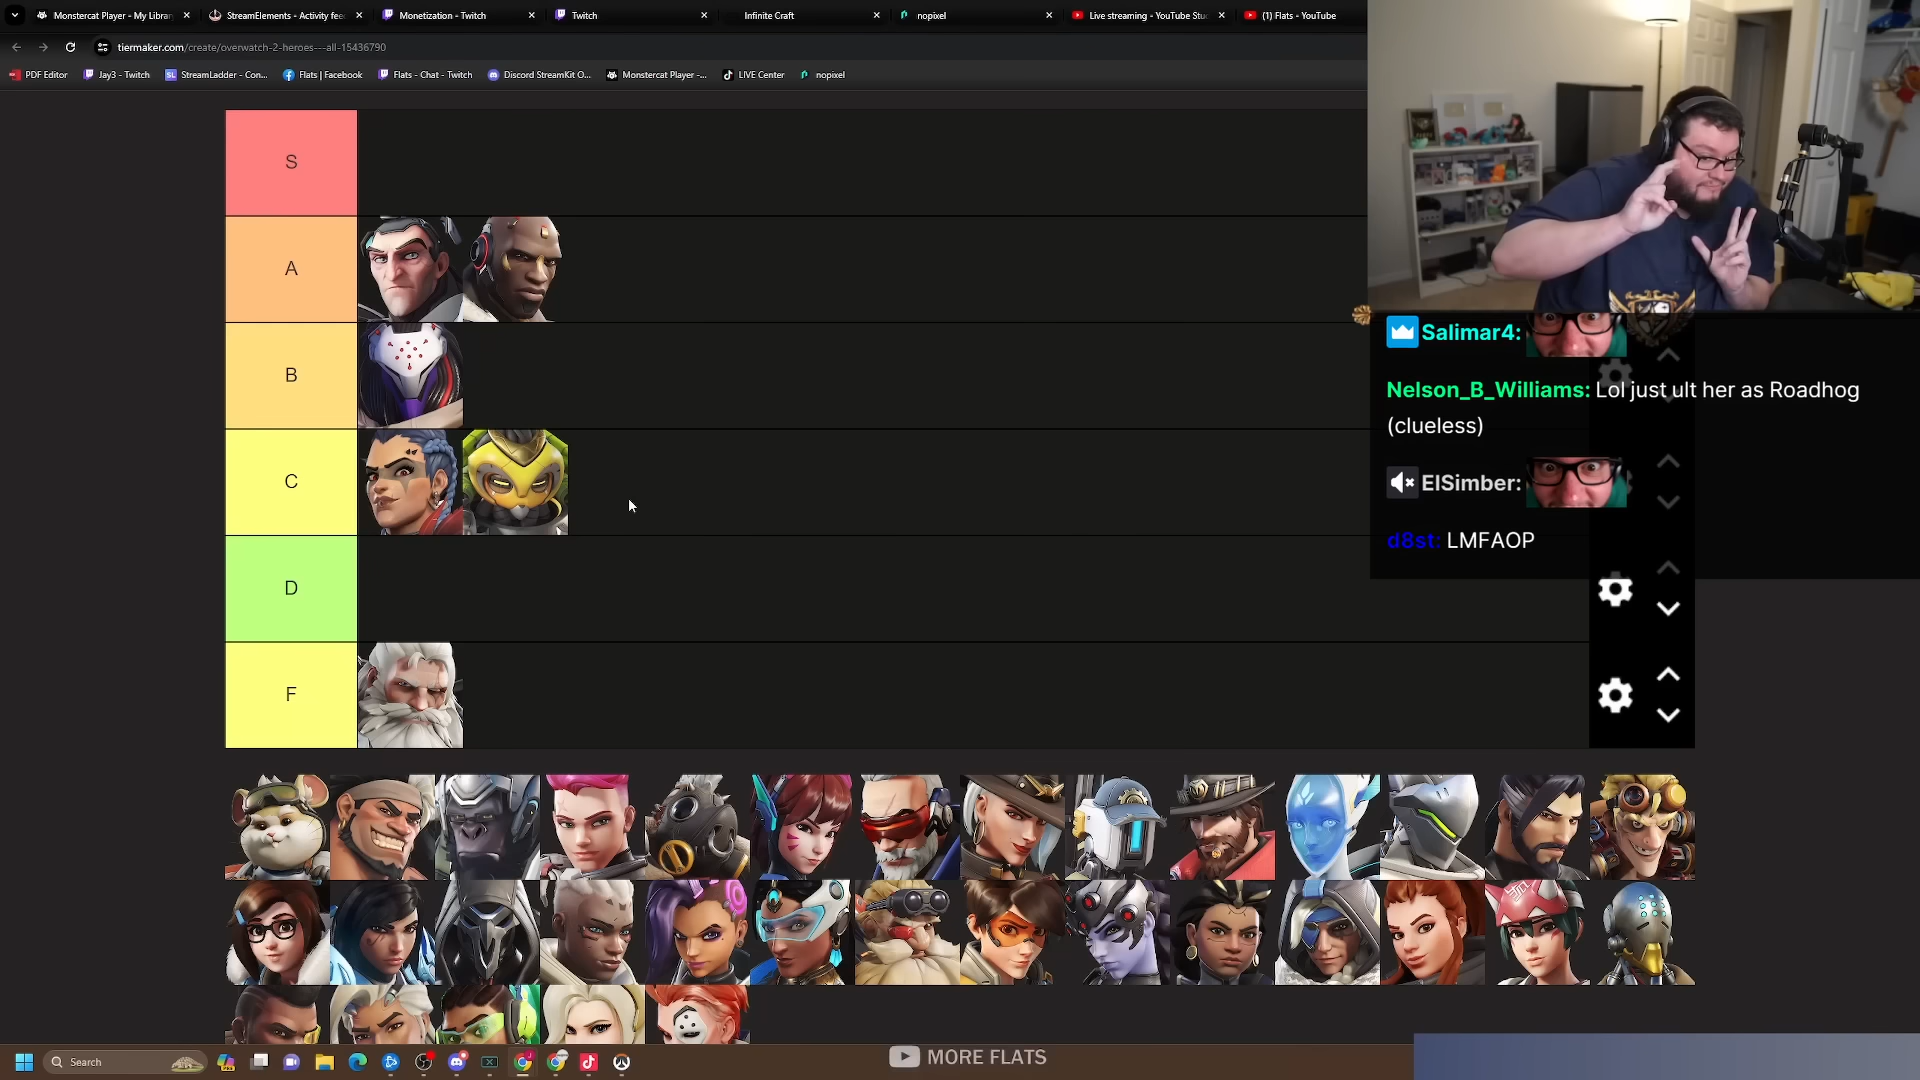 Monstercat Player - My Librar
StreamElements - Activity fee
Monetization - Twitch
Twitch
Infinite Craft
nopixel
Live streaming - YouTube Stu
(1) Flats - YouTube
tiermaker.com/create/overwatch-2-heroes---all-15436790
PDF Editor
Jay3 - Twitch
StreamLadder - Con...
Flats | Facebook
Flats - Chat - Twitch
Discord StreamKit O...
Monstercat Player -...
LIVE Center
nopixel
S
A
B
C
D
F
Salimar4:
Nelson_B_Williams: Lol just ult her as Roadhog
(clueless)
ElSimber:
d8st: LMFAOP
Search
MORE FLATS